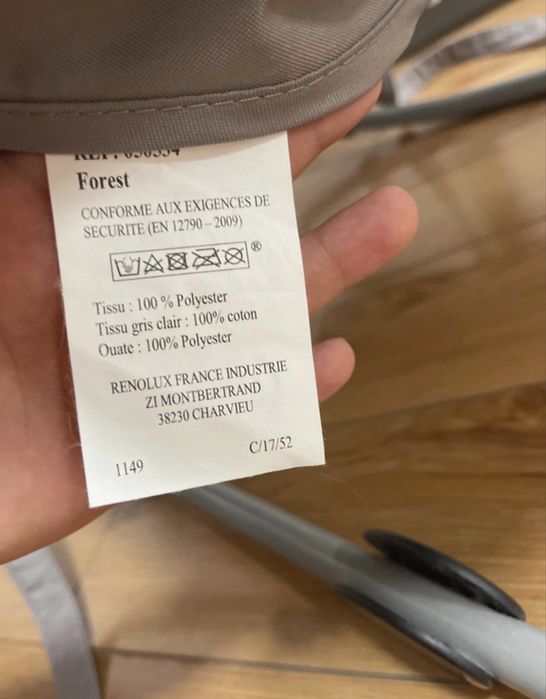 Forest
CONFORME AUX EXIGENCES DE
SECURITE (EN 12790 – 2009)
®
Tissu : 100 % Polyester
Tissu gris clair : 100% coton
Ouate : 100% Polyester
RENOLUX FRANCE INDUSTRIE
ZI MONTBERTRAND
38230 CHARVIEU
1149
C/17/52